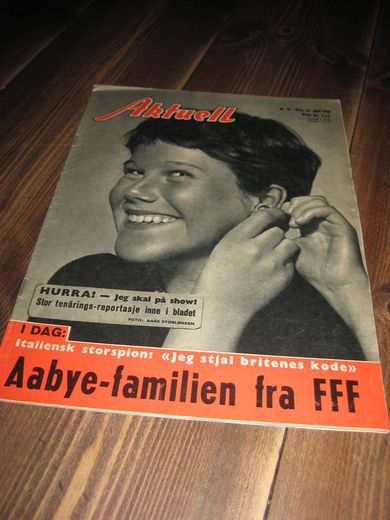 Aktuell
HURRA! — Jeg skal på show!
Stor tenårings-reportasje inne i bladet
FOTO: AAGE STORLØKKEN
I DAG:
Italiensk storspion: «Jeg stjal britenes kode»
Aabye-familien fra FFF